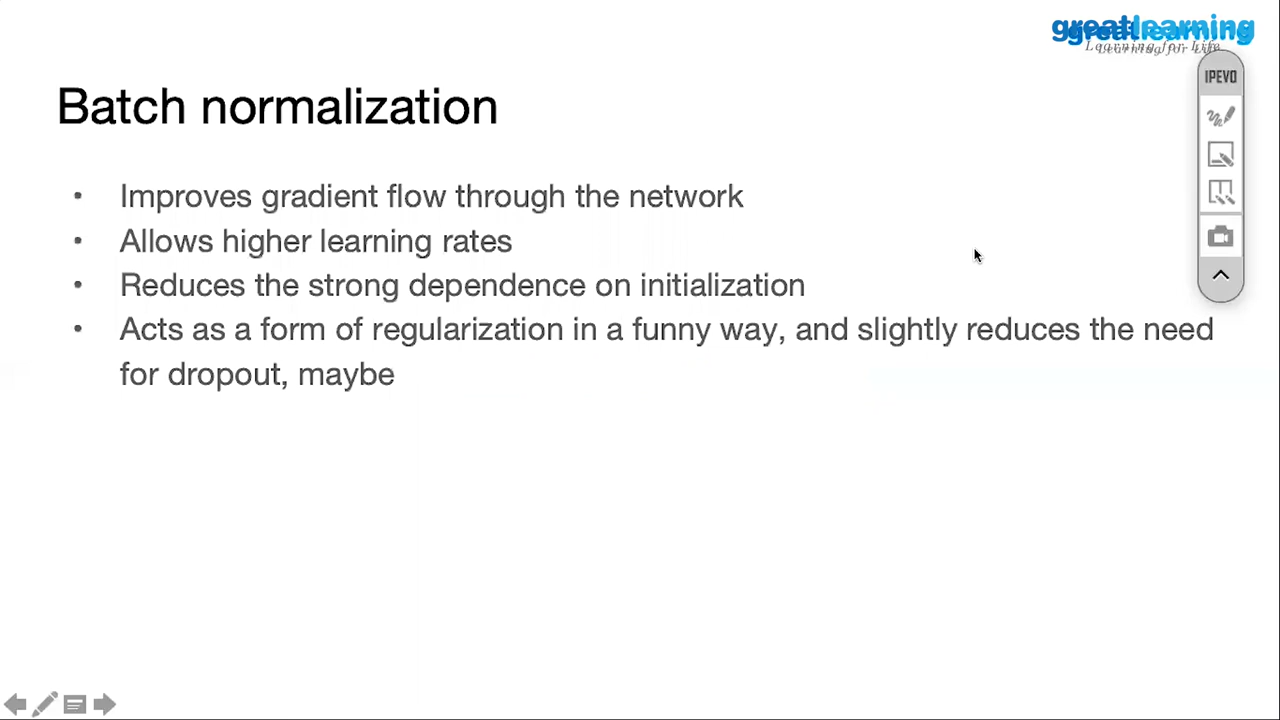 greatlearning
Learning for Life
IPEVO
Batch normalization
• Improves gradient flow through the network
• Allows higher learning rates
• Reduces the strong dependence on initialization
• Acts as a form of regularization in a funny way, and slightly reduces the need
for dropout, maybe